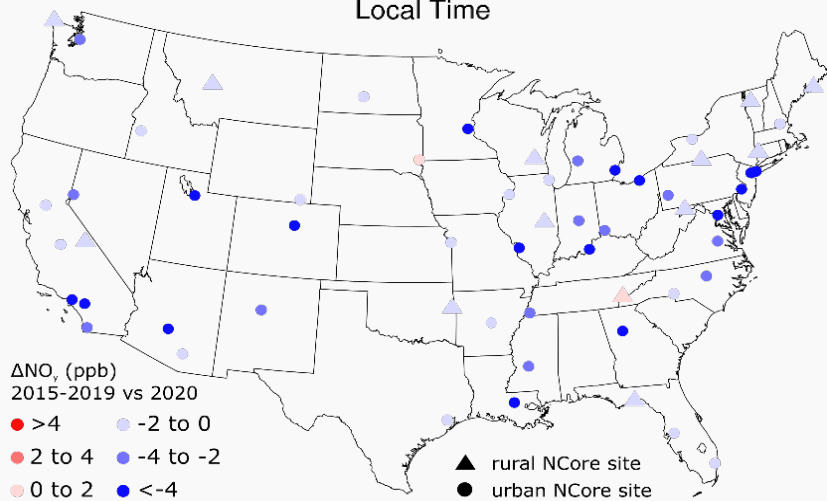 Local Time
ΔNOᵧ (ppb)
2015-2019 vs 2020
>4
-2 to 0
2 to 4
-4 to -2
0 to 2
<-4
rural NCore site
urban NCore site